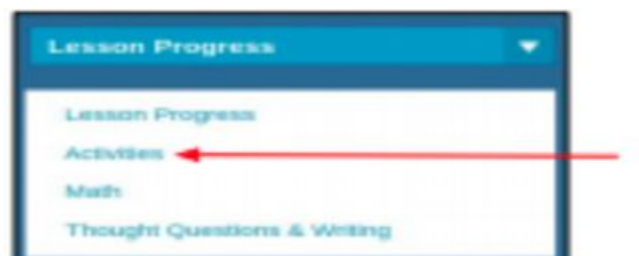 Lesson Progress
Lesson Progress
Activities
Math
Thought Questions & Writing